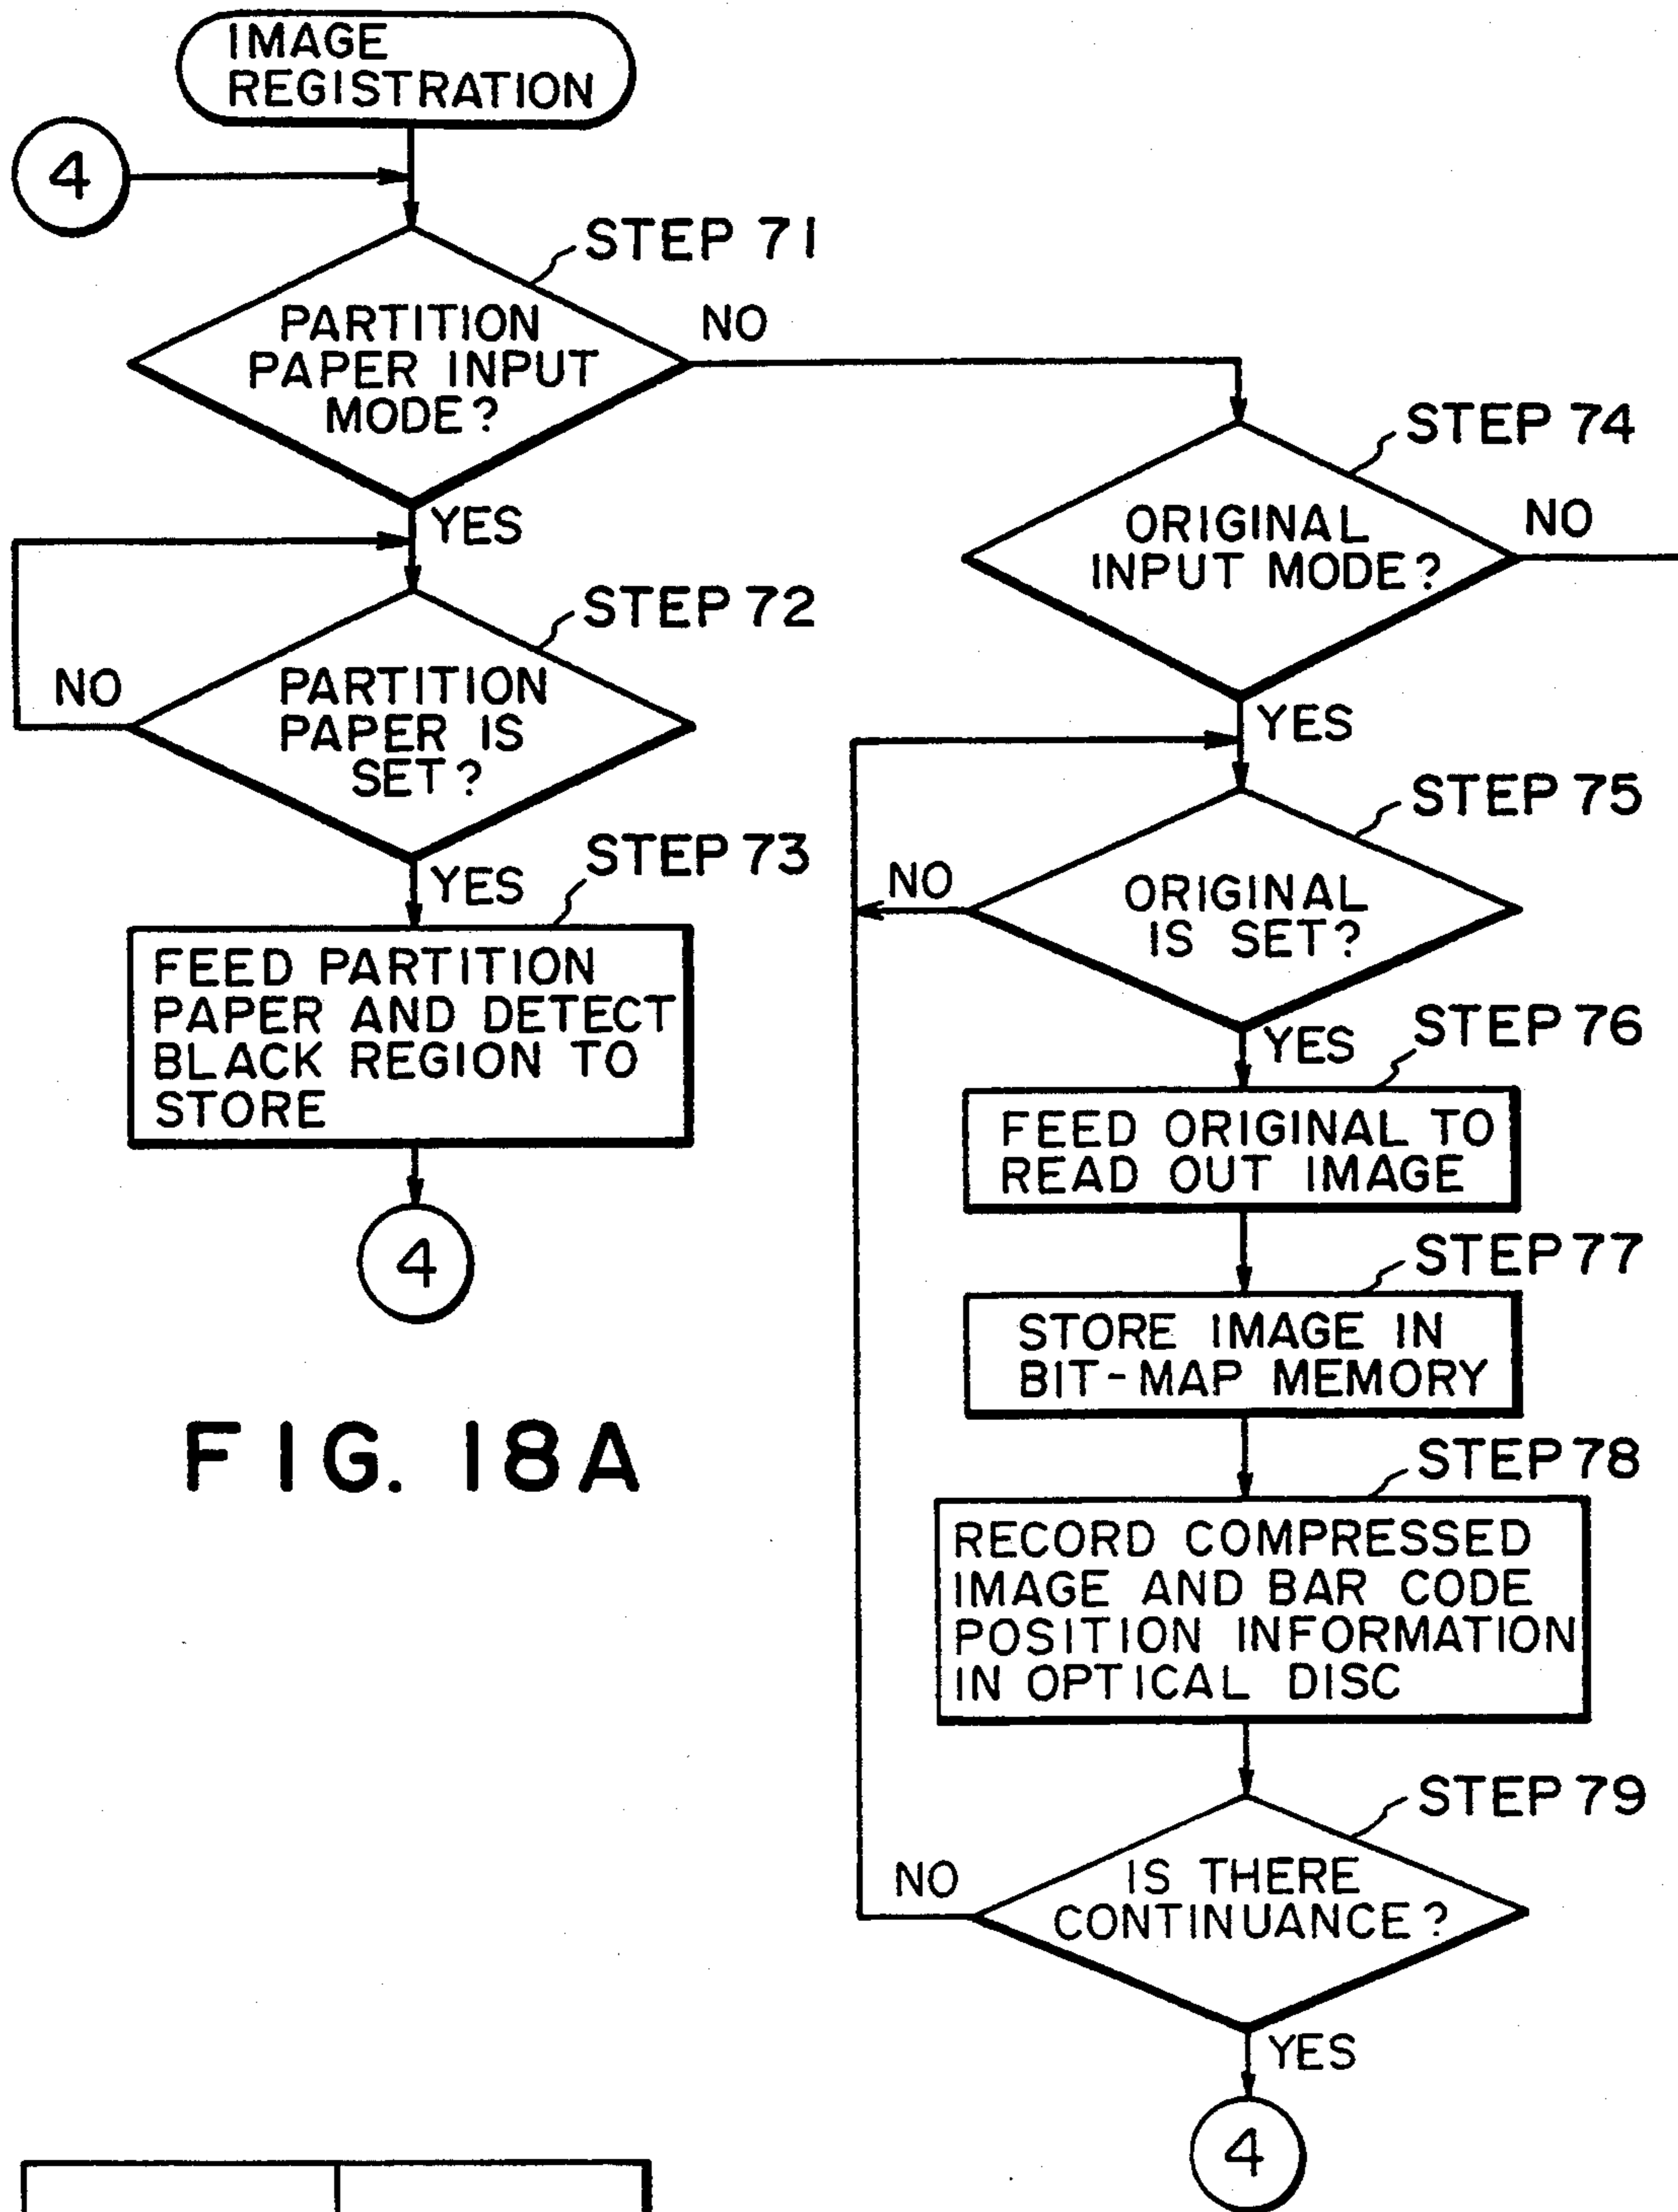 IMAGE
REGISTRATION
4
STEP 71
PARTITION
PAPER INPUT
MODE?
NO
YES
STEP 72
PARTITION
PAPER IS
SET?
NO
YES
STEP 73
FEED PARTITION
PAPER AND DETECT
BLACK REGION TO
STORE
4
FIG. 18A
STEP 74
ORIGINAL
INPUT MODE?
NO
YES
STEP 75
ORIGINAL
IS SET?
NO
YES
STEP 76
FEED ORIGINAL TO
READ OUT IMAGE
STEP 77
STORE IMAGE IN
BIT-MAP MEMORY
STEP 78
RECORD COMPRESSED
IMAGE AND BAR CODE
POSITION INFORMATION
IN OPTICAL DISC
STEP 79
IS THERE
CONTINUANCE?
NO
YES
4